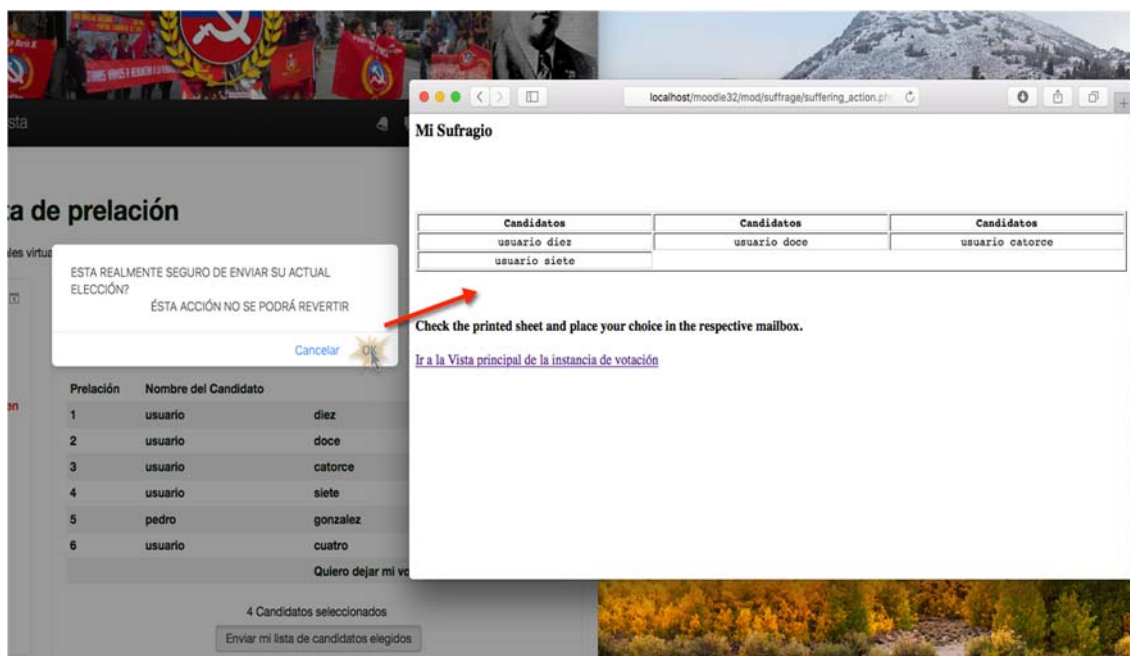 sta
ta de prelación
les virtua
ESTA REALMENTE SEGURO DE ENVIAR SU ACTUAL
ELECCIÓN?
ÉSTA ACCIÓN NO SE PODRÁ REVERTIR
Cancelar OK
en
Prelación Nombre del Candidato
1 usuario diez
2 usuario doce
3 usuario catorce
4 usuario siete
5 pedro gonzalez
6 usuario cuatro
Quiero dejar mi vo
4 Candidatos seleccionados
Enviar mi lista de candidatos elegidos
localhost/moodle32/mod/suffrage/suffering_action.ph
Mi Sufragio
Candidatos Candidatos Candidatos
usuario diez usuario doce usuario catorce
usuario siete
Check the printed sheet and place your choice in the respective mailbox.
Ir a la Vista principal de la instancia de votación